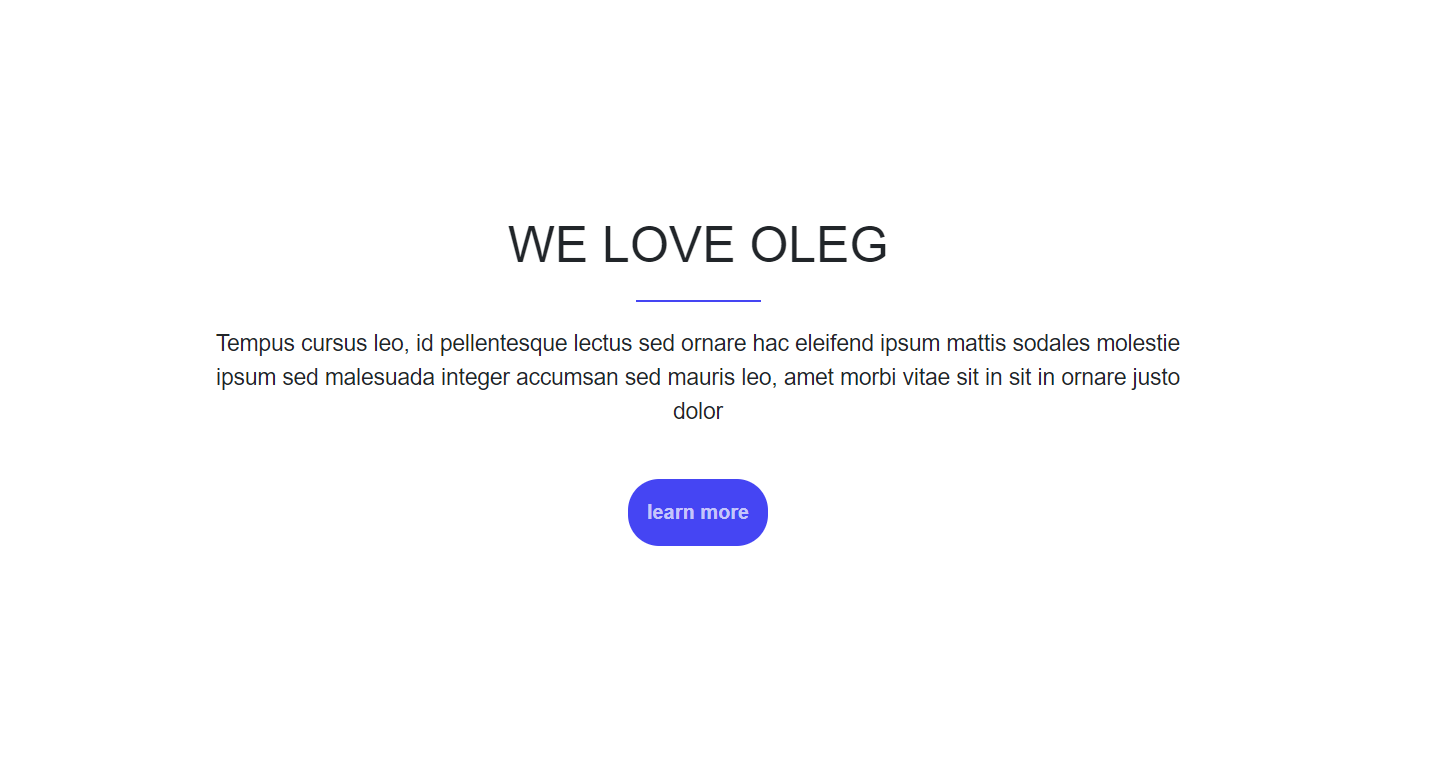 WE LOVE OLEG
Tempus cursus leo, id pellentesque lectus sed ornare hac eleifend ipsum mattis sodales molestie
ipsum sed malesuada integer accumsan sed mauris leo, amet morbi vitae sit in sit in ornare justo
dolor
learn more